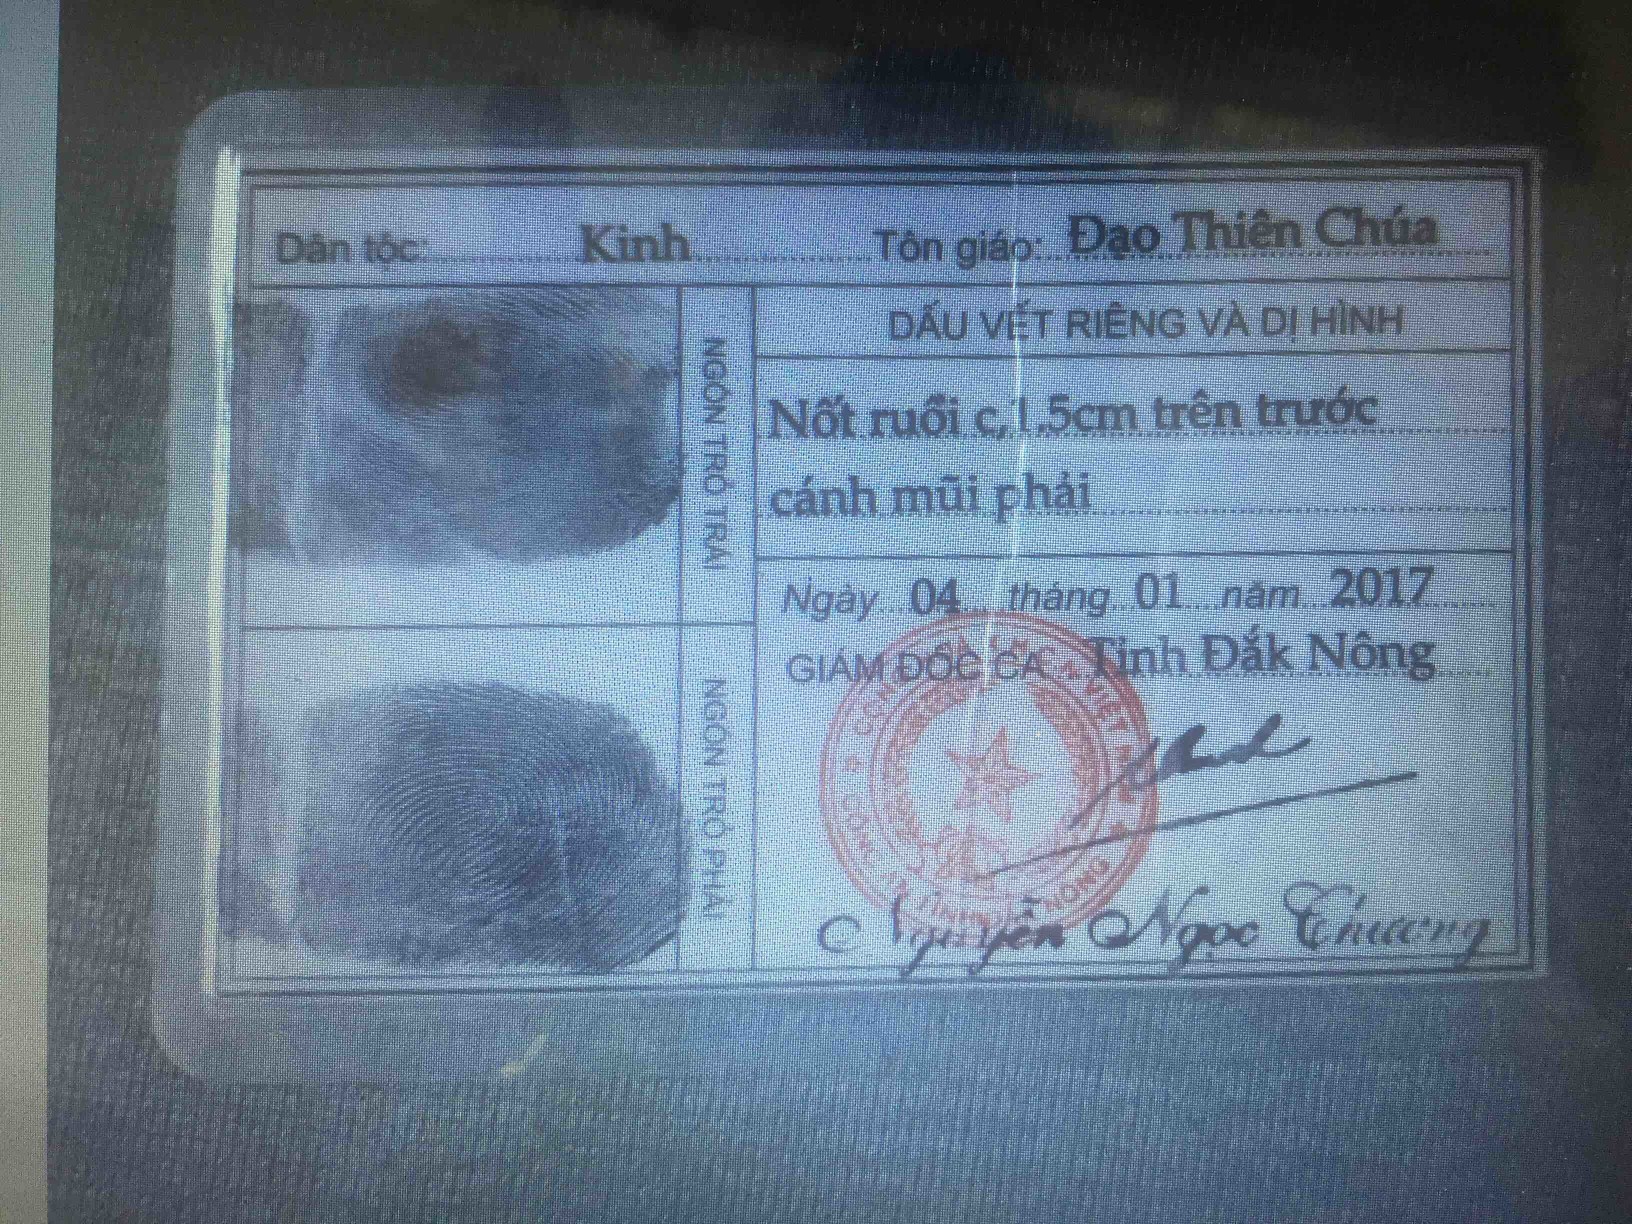 Dân tộc: Kinh Tôn giáo: Đạo Thiên Chúa
NGÓN TRỎ TRÁI
NGÓN TRỎ PHẢI
DẤU VẾT RIÊNG VÀ DỊ HÌNH
Nốt ruồi c,1,5cm trên trước
cánh mũi phải
Ngày 04 tháng 01 năm 2017
GIÁM ĐỐC CA Tỉnh Đắk Nông
Nguyễn Ngọc Chương